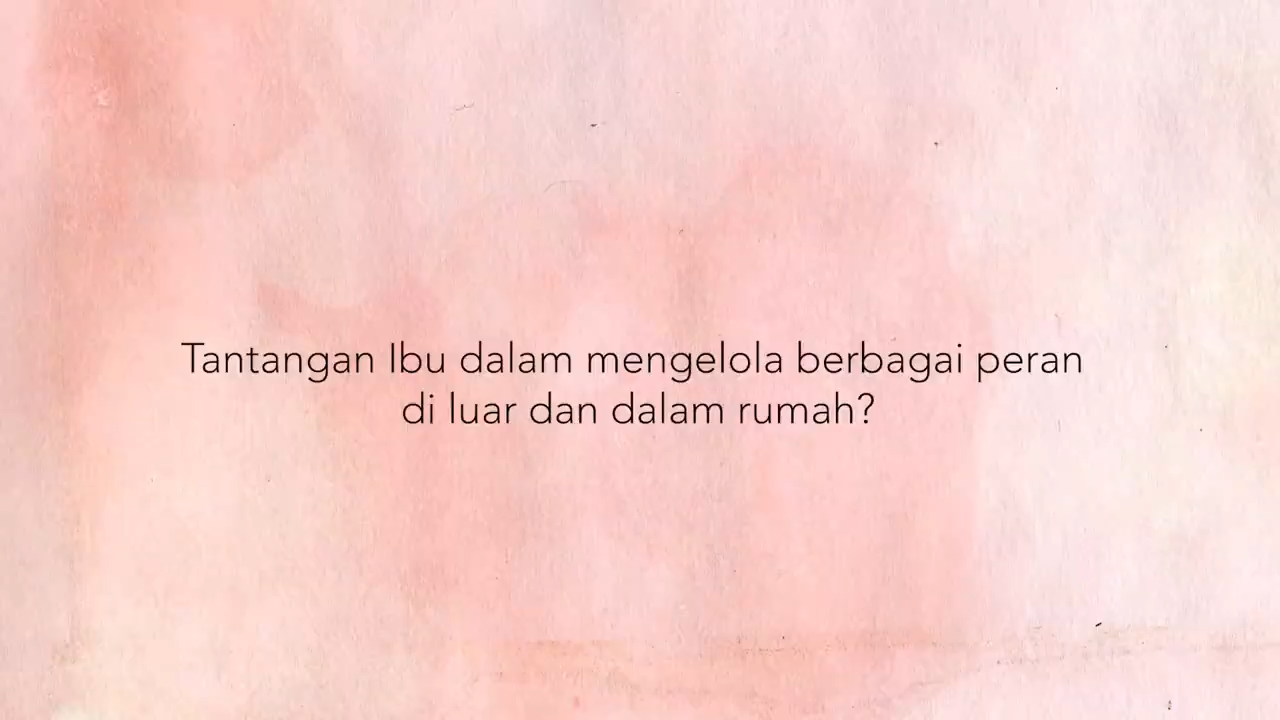 Tantangan Ibu dalam mengelola berbagai peran
di luar dan dalam rumah?